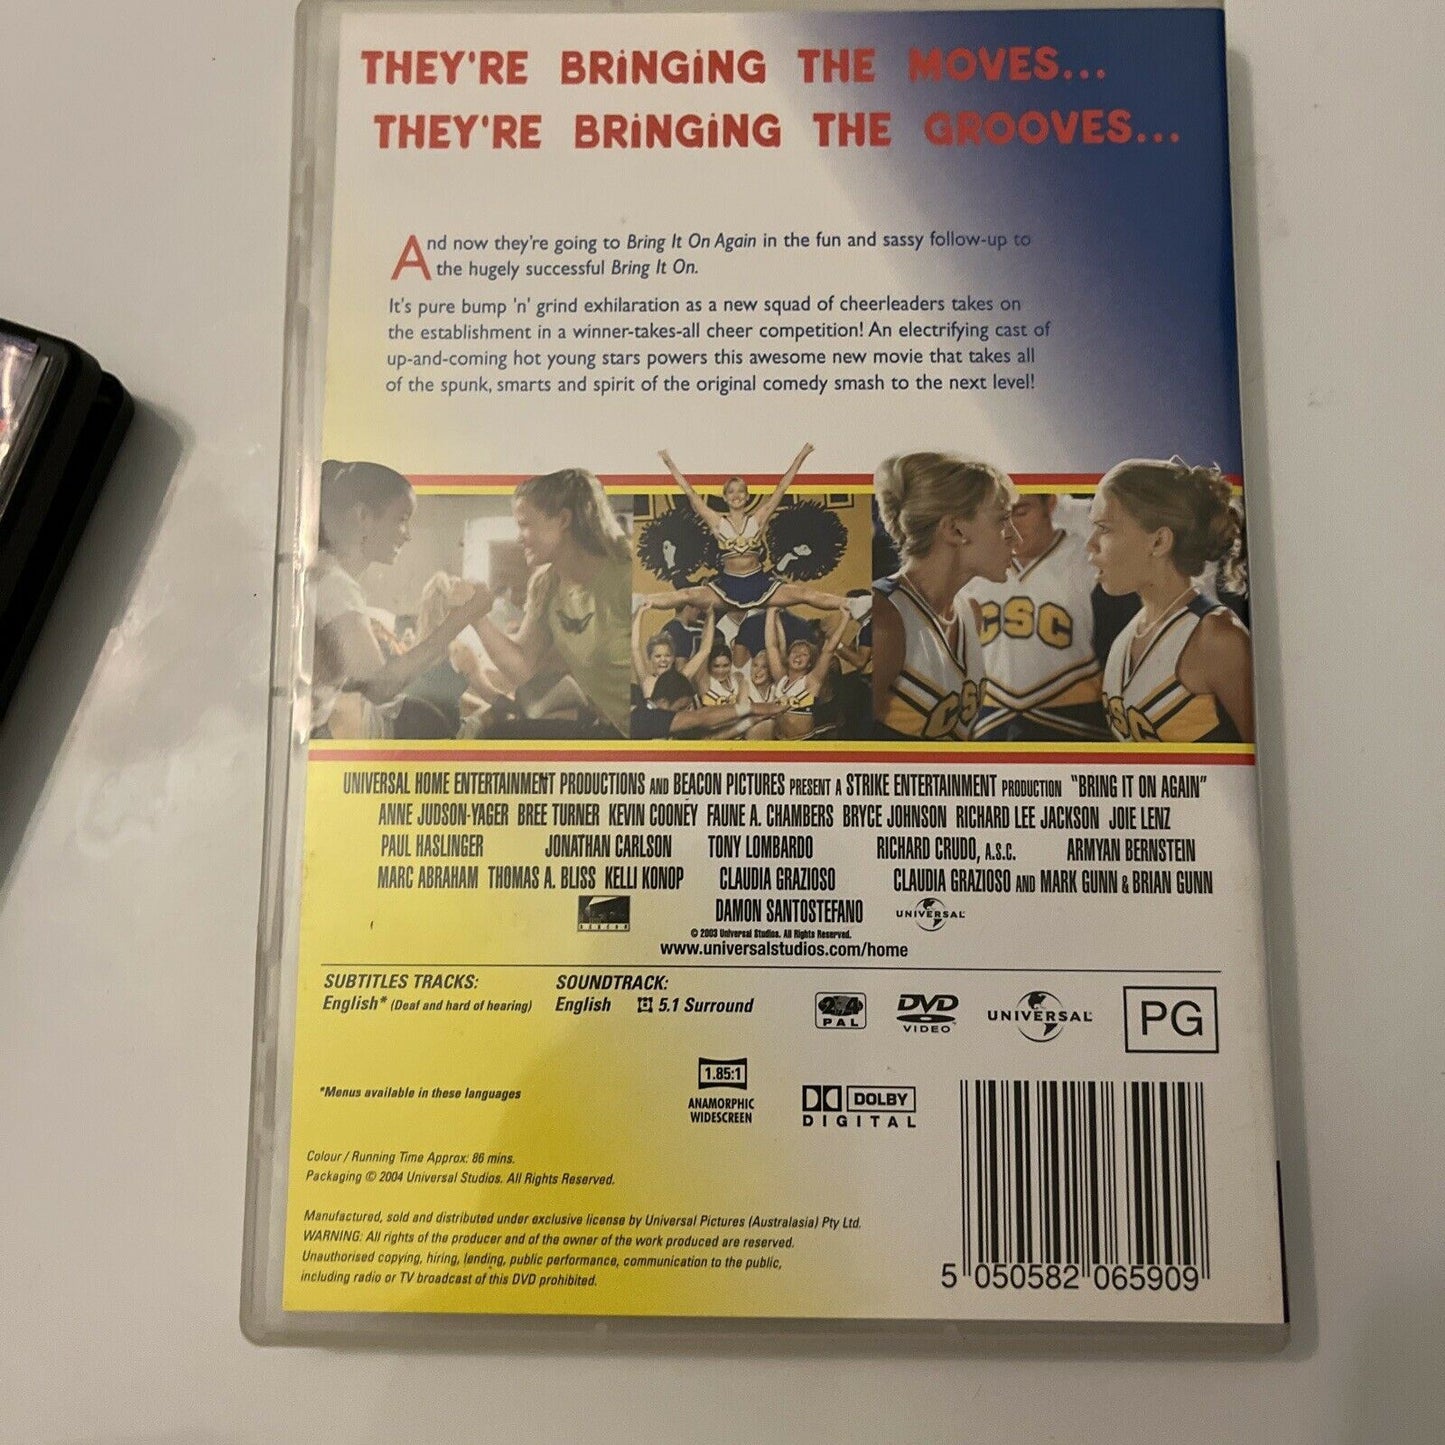 THEY'RE BRINGING THE MOVES...
THEY'RE BRINGING THE GROOVES...
And now they're going to Bring It On Again in the fun and sassy follow-up to
the hugely successful Bring It On.
It's pure bump 'n' grind exhilaration as a new squad of cheerleaders takes on
the establishment in a winner-takes-all cheer competition! An electrifying cast of
up-and-coming hot young stars powers this awesome new movie that takes all
of the spunk, smarts and spirit of the original comedy smash to the next level!
CSC
CSC
CSC
CSC
UNIVERSAL HOME ENTERTAINMENT PRODUCTIONS AND BEACON PICTURES PRESENT A STRIKE ENTERTAINMENT PRODUCTION "BRING IT ON AGAIN"
ANNE JUDSON-YAGER BREE TURNER KEVIN COONEY FAUNE A. CHAMBERS BRYCE JOHNSON RICHARD LEE JACKSON JOIE LENZ
PAUL HASLINGER JONATHAN CARLSON TONY LOMBARDO RICHARD CRUDO, A.S.C. ARMYAN BERNSTEIN
MARC ABRAHAM THOMAS A. BLISS KELLI KONOP CLAUDIA GRAZIOSO CLAUDIA GRAZIOSO AND MARK GUNN & BRIAN GUNN
BEACON DAMON SANTOSTEFANO UNIVERSAL
© 2003 Universal Studios. All Rights Reserved.
www.universalstudios.com/home
SUBTITLES TRACKS: SOUNDTRACK:
English* (Deaf and hard of hearing) English 5.1 Surround
2 4 PAL DVD VIDEO UNIVERSAL PG
1.85:1
ANAMORPHIC
WIDESCREEN
DOLBY
DIGITAL
*Menus available in these languages
Colour / Running Time Approx: 86 mins.
Packaging © 2004 Universal Studios. All Rights Reserved.
Manufactured, sold and distributed under exclusive license by Universal Pictures (Australasia) Pty Ltd.
WARNING: All rights of the producer and of the owner of the work produced are reserved.
Unauthorised copying, hiring, lending, public performance, communication to the public,
including radio or TV broadcast of this DVD prohibited.
5 050582 065909